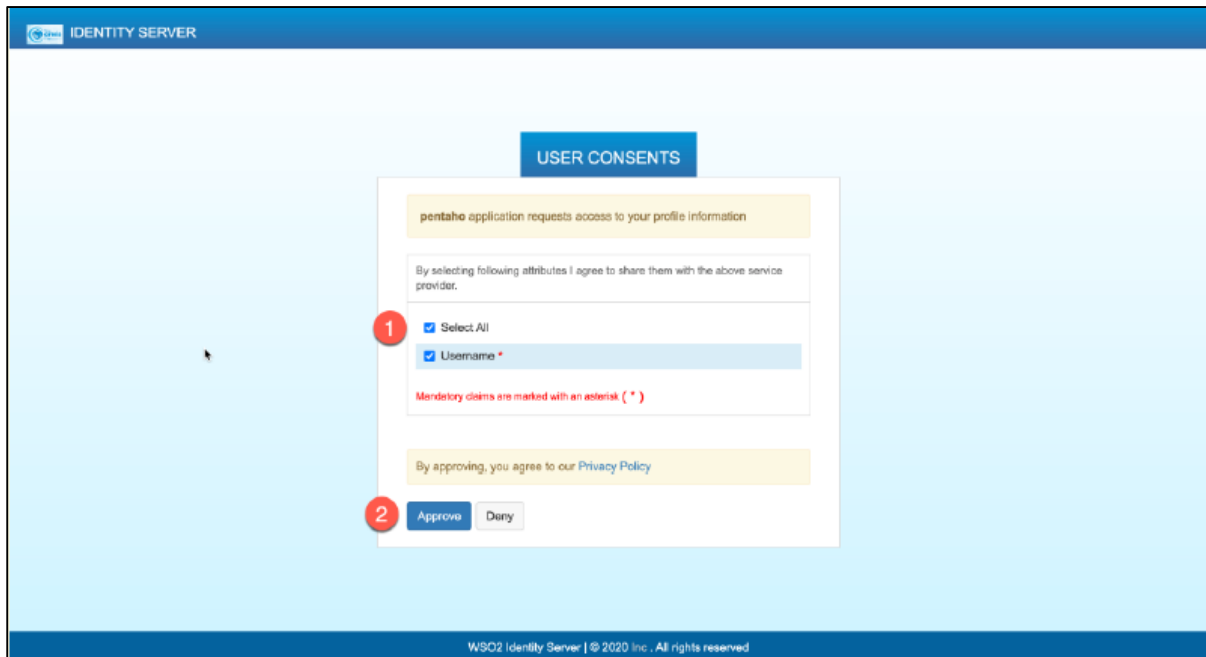 IDENTITY SERVER
USER CONSENTS
pentaho application requests access to your profile information
By selecting following attributes I agree to share them with the above service
provider.
1
Select All
Username *
Mandatory claims are marked with an asterisk ( * )
By approving, you agree to our Privacy Policy
2
Approve
Deny
WSO2 Identity Server | © 2020 Inc . All rights reserved